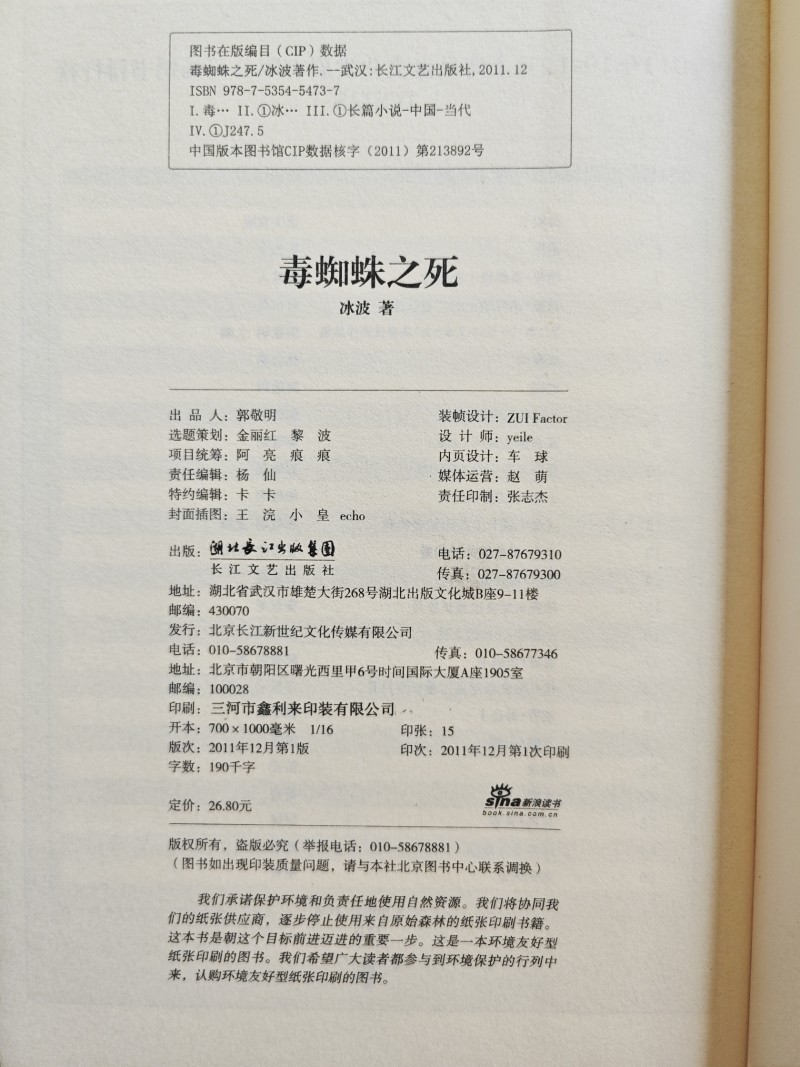 图书在版编目（CIP）数据
毒蜘蛛之死/冰波著作.--武汉:长江文艺出版社,2011.12
ISBN 978-7-5354-5473-7
I.毒… II.①冰… III.①长篇小说-中国-当代
IV.①J247.5
中国版本图书馆CIP数据核字（2011）第213892号
毒蜘蛛之死
冰波 著
出 品 人：郭敬明
装帧设计：ZUI Factor
选题策划：金丽红 黎 波
设 计 师：yeile
项目统筹：阿 亮 痕 痕
内页设计：车 球
责任编辑：杨 仙
媒体运营：赵 萌
特约编辑：卡 卡
责任印制：张志杰
封面插图：王 浣 小 皇 echo
出版：湖北长江出版集团
长江文艺出版社
电话：027-87679310
传真：027-87679300
地址：湖北省武汉市雄楚大街268号湖北出版文化城B座9-11楼
邮编：430070
发行：北京长江新世纪文化传媒有限公司
电话：010-58678881 传真：010-58677346
地址：北京市朝阳区曙光西里甲6号时间国际大厦A座1905室
邮编：100028
印刷：三河市鑫利来印装有限公司
开本：700×1000毫米 1/16 印张：15
版次：2011年12月第1版 印次：2011年12月第1次印刷
字数：190千字
定价：26.80元
sina新浪读书
book.sina.com.cn
版权所有，盗版必究（举报电话：010-58678881）
（图书如出现印装质量问题，请与本社北京图书中心联系调换）
我们承诺保护环境和负责任地使用自然资源。我们将协同我
们的纸张供应商，逐步停止使用来自原始森林的纸张印刷书籍。
这本书是朝这个目标前进迈进的重要一步。这是一本环境友好型
纸张印刷的图书。我们希望广大读者都参与到环境保护的行列中
来，认购环境友好型纸张印刷的图书。